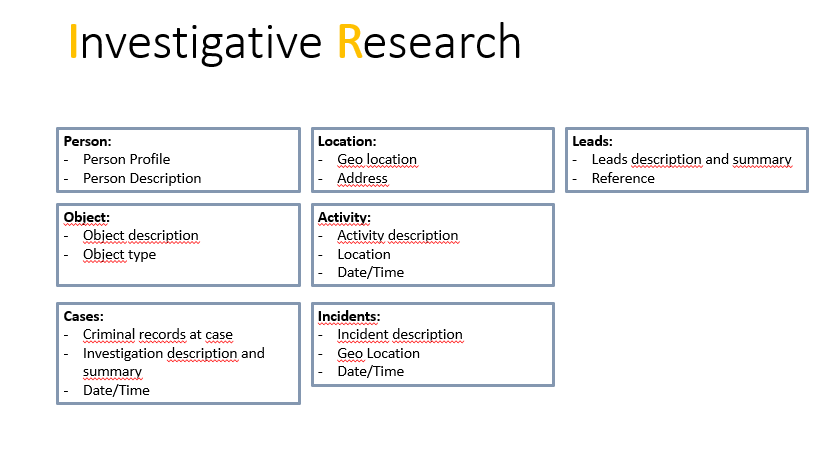 Investigative Research
Person:
- Person Profile
- Person Description
Location:
- Geo location
- Address
Leads:
- Leads description and summary
- Reference
Object:
- Object description
- Object type
Activity:
- Activity description
- Location
- Date/Time
Cases:
- Criminal records at case
- Investigation description and
summary
- Date/Time
Incidents:
- Incident description
- Geo Location
- Date/Time